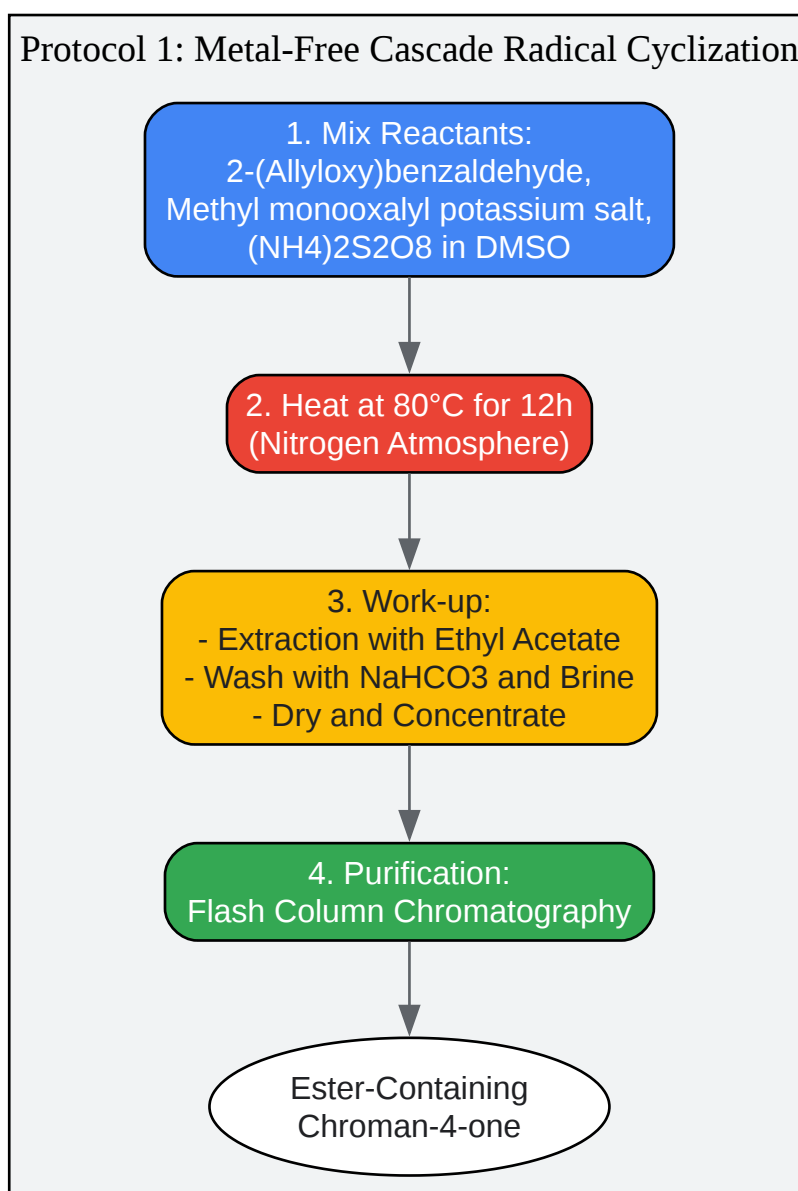 Protocol 1: Metal-Free Cascade Radical Cyclization
1. Mix Reactants:
2-(Allyloxy)benzaldehyde,
Methyl monooxalyl potassium salt,
(NH4)2S2O8 in DMSO
2. Heat at 80°C for 12h
(Nitrogen Atmosphere)
3. Work-up:
- Extraction with Ethyl Acetate
- Wash with NaHCO3 and Brine
- Dry and Concentrate
4. Purification:
Flash Column Chromatography
Ester-Containing
Chroman-4-one